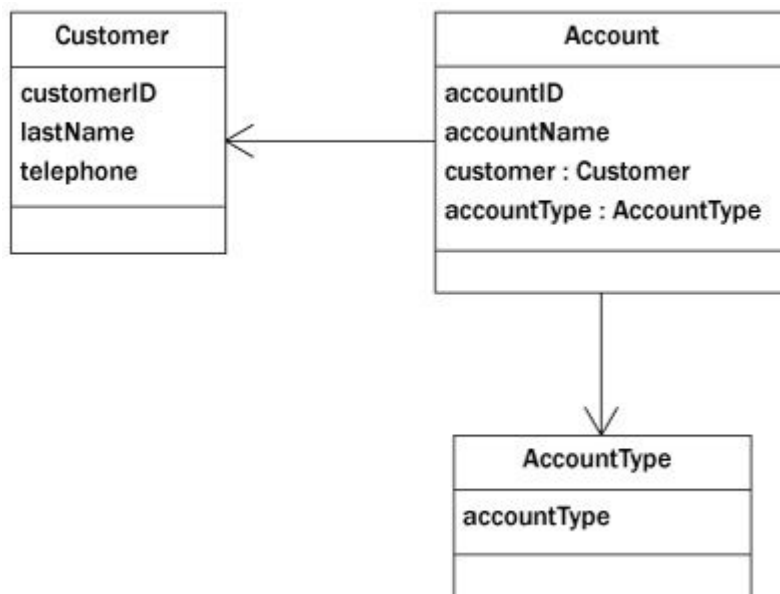 Customer
customerID
lastName
telephone
Account
accountID
accountName
customer : Customer
accountType : AccountType
AccountType
accountType